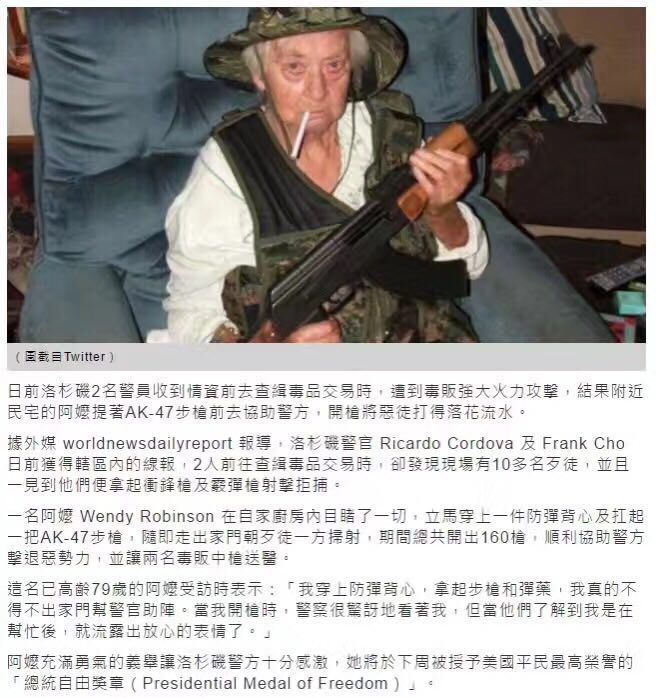 (圖截自Twitter)
日前洛杉磯2名警員收到情資前去查緝毒品交易時，遭到毒販強大火力攻擊，結果附近
民宅的阿嬤提著AK-47步槍前去協助警方，開槍將惡徒打得落花流水。
據外媒 worldnewsdailyreport 報導，洛杉磯警官 Ricardo Cordova 及 Frank Cho
日前獲得轄區內的線報，2人前往查緝毒品交易時，卻發現現場有10多名歹徒，並且
一見到他們便拿起衝鋒槍及霰彈槍射擊拒捕。
一名阿嬤 Wendy Robinson 在自家廚房內目睹了一切，立馬穿上一件防彈背心及扛起
一把AK-47步槍，隨即走出家門朝歹徒一方掃射，期間總共開出160槍，順利協助警方
擊退惡勢力，並讓兩名毒販中槍送醫。
這名已高齡79歲的阿嬤受訪時表示：「我穿上防彈背心，拿起步槍和彈藥，我真的不
得不出家門幫警官助陣。當我開槍時，警察很驚訝地看著我，但當他們了解到我是在
幫忙後，就流露出放心的表情了。」
阿嬤充滿勇氣的義舉讓洛杉磯警方十分感激，她將於下周被授予美國平民最高榮譽的
「總統自由獎章（Presidential Medal of Freedom）」。